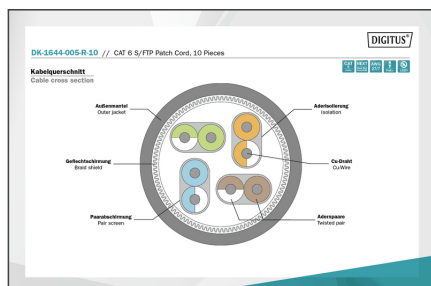 DIGITUS®
DK-1644-005-R-10 // CAT 6 S/FTP Patch Cord, 10 Pieces
Kabelquerschnitt
Cable cross section
Außenmantel
Outer jacket
Aderisolierung
Isolation
Geflechtschirmung
Braid shield
Cu-Draht
Cu-Wire
Paarabschirmung
Pair screen
Adernpaare
Twisted pair